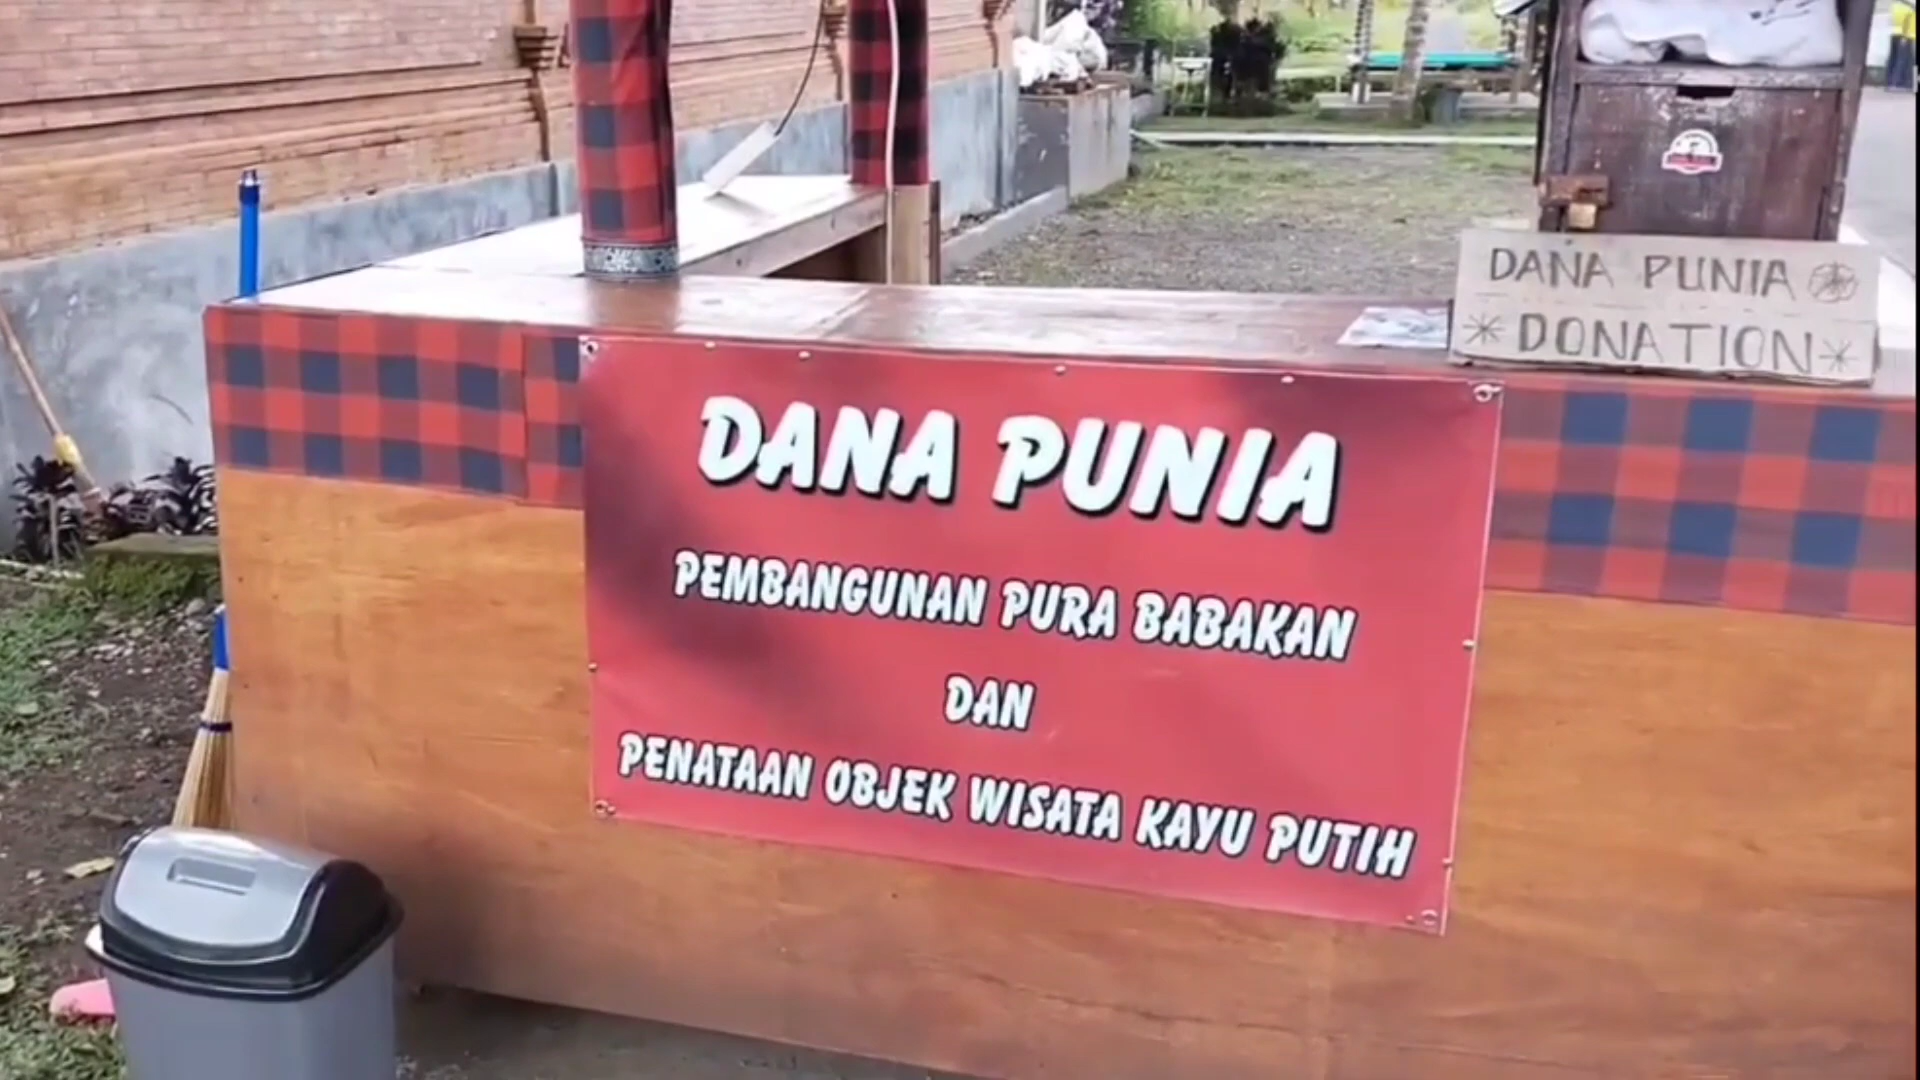 DANA PUNIA
DONATION
DANA PUNIA
PEMBANGUNAN PURA BABAKAN
DAN
PENATAAN OBJEK WISATA KAYU PUTIH